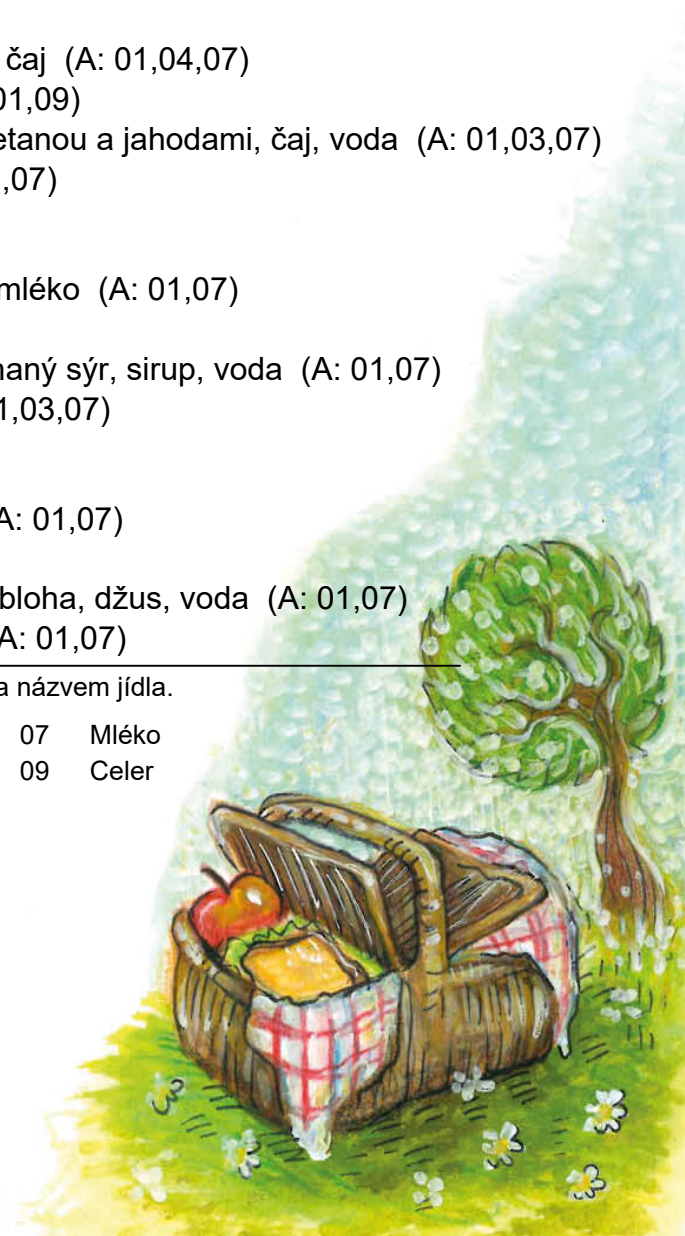 čaj (A: 01,04,07)
01,09)
etanou a jahodami, čaj, voda (A: 01,03,07)
,07)
mléko (A: 01,07)
haný sýr, sirup, voda (A: 01,07)
1,03,07)
A: 01,07)
bloha, džus, voda (A: 01,07)
A: 01,07)
a názvem jídla.
07 Mléko
09 Celer